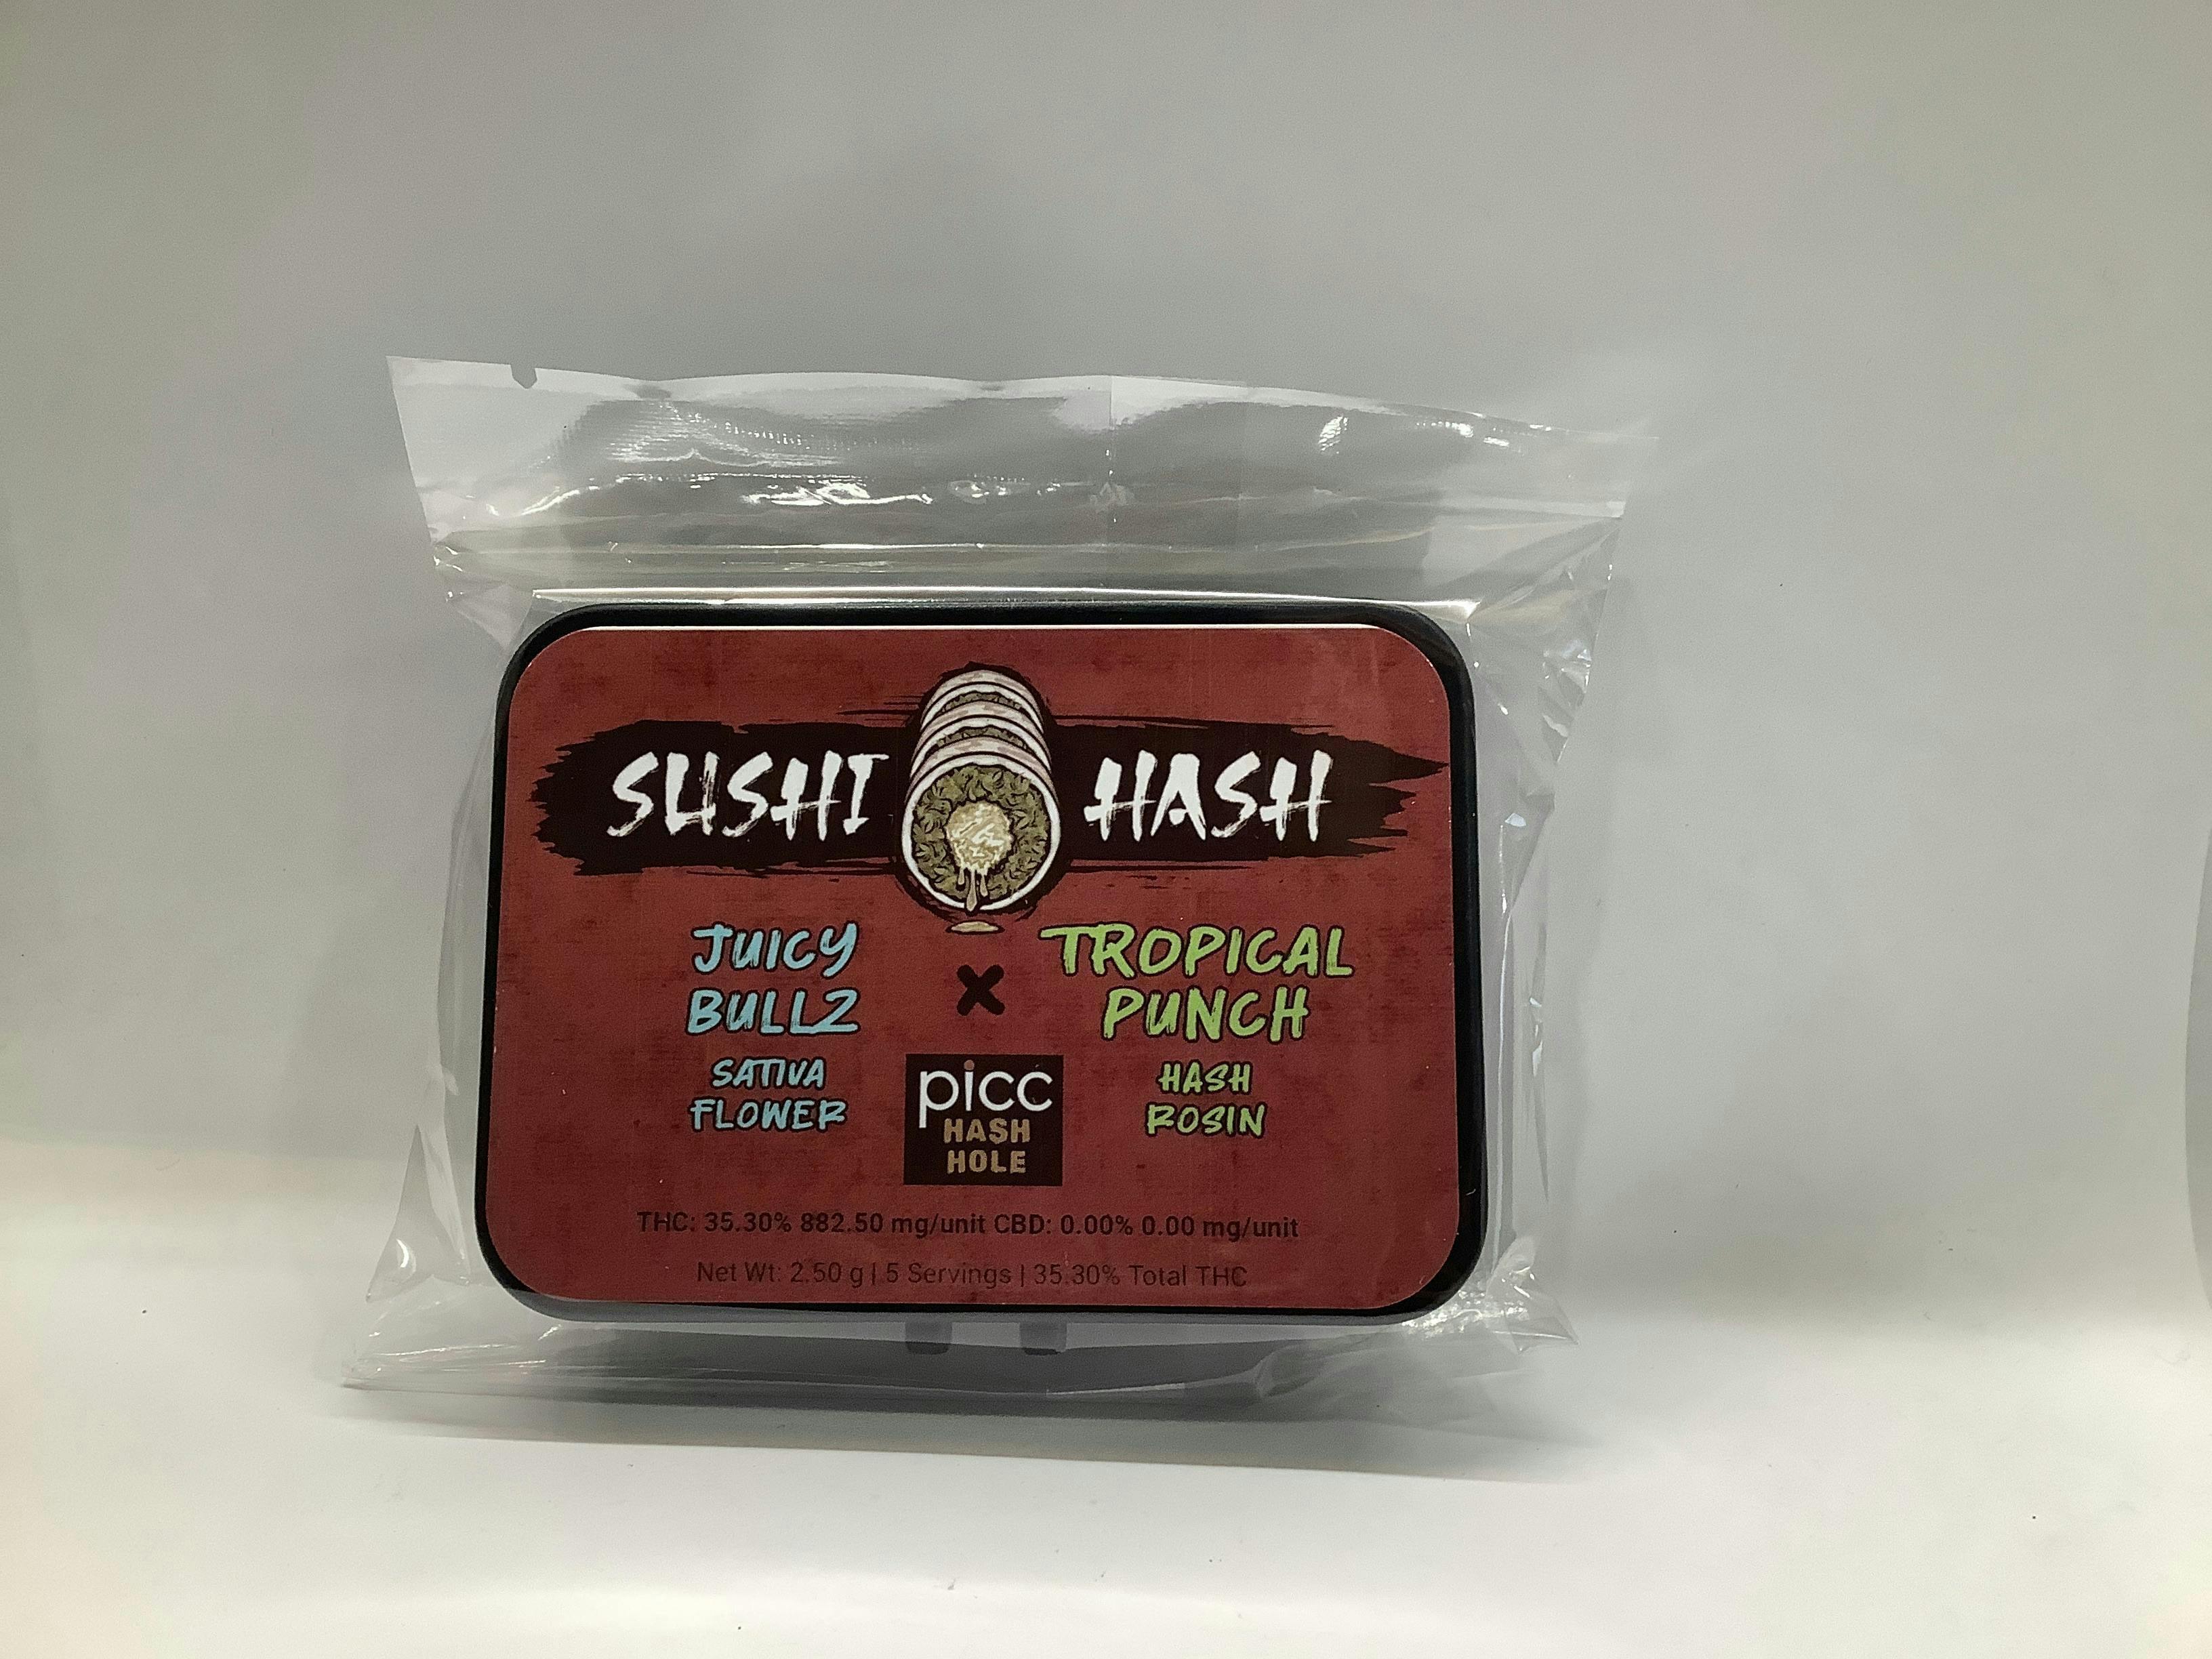 SUSHI HASH
JUICY BULLZ
SATIVA FLOWER
X
TROPICAL PUNCH
HASH ROSIN
picc
HASH
HOLE
THC: 35.30% 882.50 mg/unit CBD: 0.00% 0.00 mg/unit
Net Wt: 2.50 g | 5 Servings | 35.30% Total THC